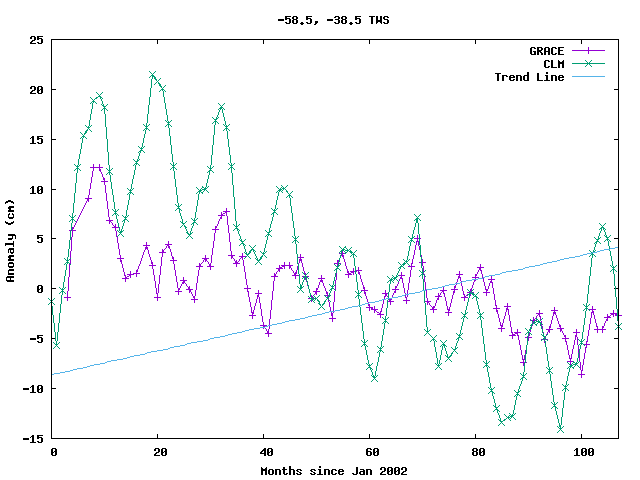 -58.5, -38.5 TWS
GRACE
CLM
Trend Line
25
20
15
10
5
0
-5
-10
-15
Anomaly (cm)
0 20 40 60 80 100
Months since Jan 2002